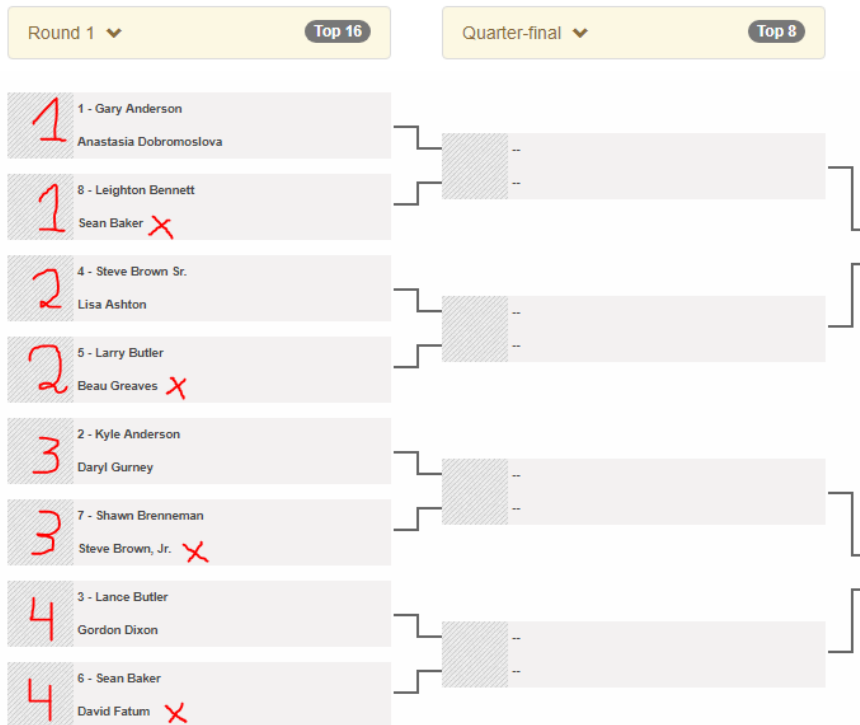 Round 1 Top 16
Quarter-final Top 8
1 1 - Gary Anderson
Anastasia Dobromoslova
--
--
1 8 - Leighton Bennett
Sean Baker X
2 4 - Steve Brown Sr.
Lisa Ashton
--
--
2 5 - Larry Butler
Beau Greaves X
3 2 - Kyle Anderson
Daryl Gurney
--
--
3 7 - Shawn Brenneman
Steve Brown, Jr. X
4 3 - Lance Butler
Gordon Dixon
--
--
4 6 - Sean Baker
David Fatum X